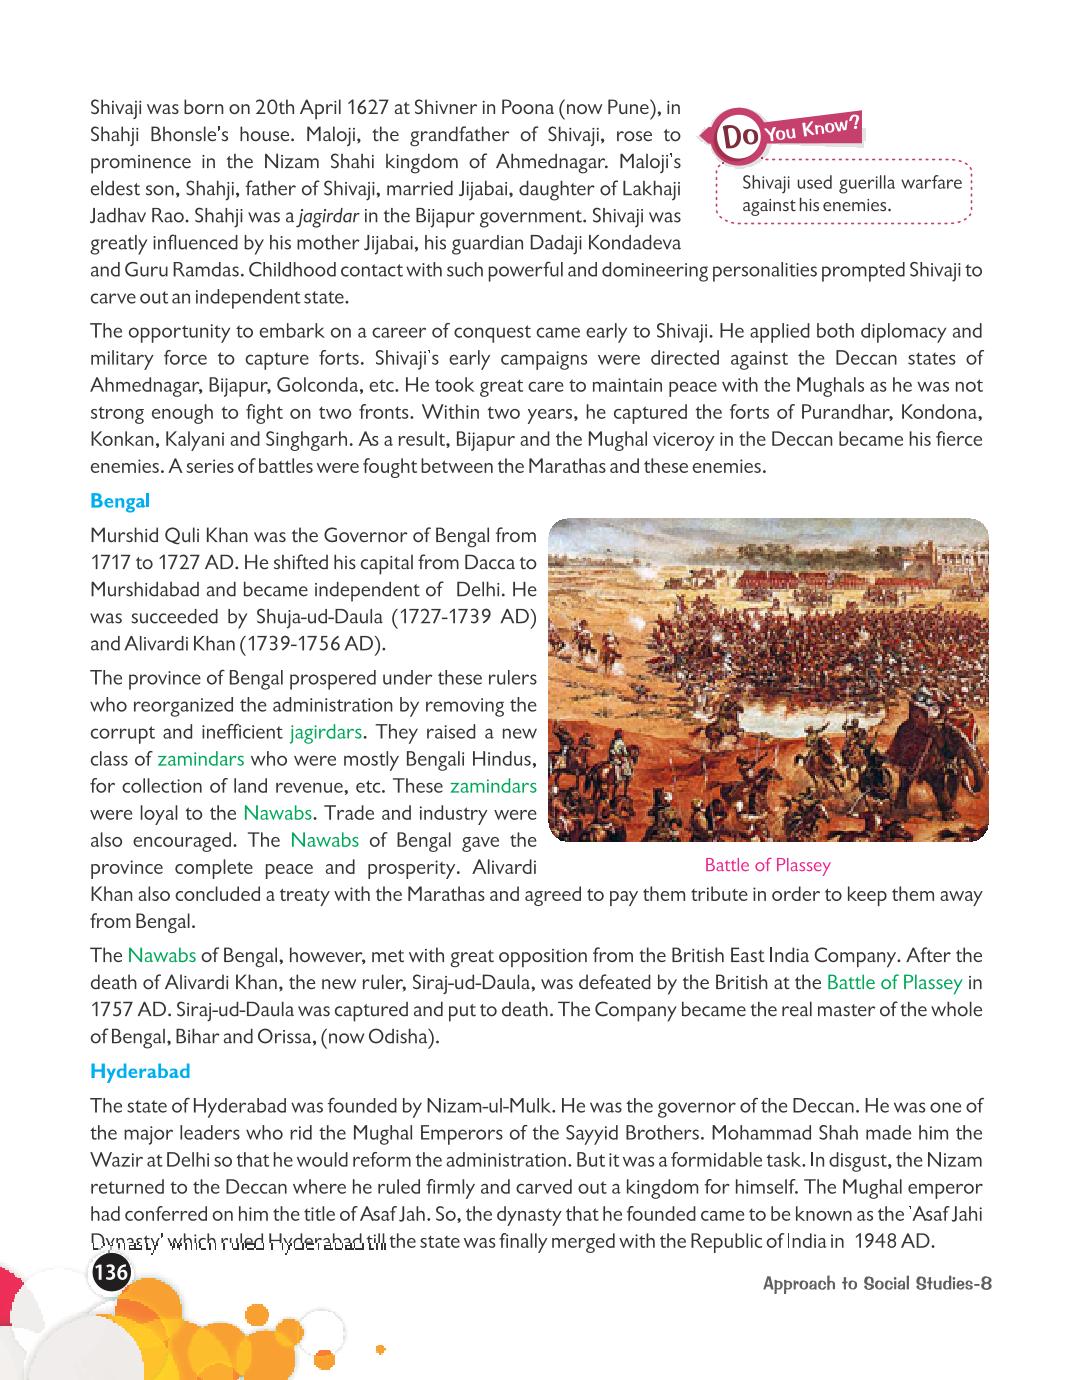 Shivaji was born on 20th April 1627 at Shivner in Poona (now Pune), in
Shahji Bhonsle's house. Maloji, the grandfather of Shivaji, rose to
prominence in the Nizam Shahi kingdom of Ahmednagar. Maloji's
eldest son, Shahji, father of Shivaji, married Jijabai, daughter of Lakhaji
Jadhav Rao. Shahji was a jagirdar in the Bijapur government. Shivaji was
greatly influenced by his mother Jijabai, his guardian Dadaji Kondadeva
and Guru Ramdas. Childhood contact with such powerful and domineering personalities prompted Shivaji to
carve out an independent state.
Do You Know?
Shivaji used guerilla warfare
against his enemies.
The opportunity to embark on a career of conquest came early to Shivaji. He applied both diplomacy and
military force to capture forts. Shivaji's early campaigns were directed against the Deccan states of
Ahmednagar, Bijapur, Golconda, etc. He took great care to maintain peace with the Mughals as he was not
strong enough to fight on two fronts. Within two years, he captured the forts of Purandhar, Kondona,
Konkan, Kalyani and Singhgarh. As a result, Bijapur and the Mughal viceroy in the Deccan became his fierce
enemies. A series of battles were fought between the Marathas and these enemies.
Bengal
Murshid Quli Khan was the Governor of Bengal from
1717 to 1727 AD. He shifted his capital from Dacca to
Murshidabad and became independent of Delhi. He
was succeeded by Shuja-ud-Daula (1727-1739 AD)
and Alivardi Khan (1739-1756 AD).
The province of Bengal prospered under these rulers
who reorganized the administration by removing the
corrupt and inefficient jagirdars. They raised a new
class of zamindars who were mostly Bengali Hindus,
for collection of land revenue, etc. These zamindars
were loyal to the Nawabs. Trade and industry were
also encouraged. The Nawabs of Bengal gave the
province complete peace and prosperity. Alivardi
Khan also concluded a treaty with the Marathas and agreed to pay them tribute in order to keep them away
from Bengal.
Battle of Plassey
The Nawabs of Bengal, however, met with great opposition from the British East India Company. After the
death of Alivardi Khan, the new ruler, Siraj-ud-Daula, was defeated by the British at the Battle of Plassey in
1757 AD. Siraj-ud-Daula was captured and put to death. The Company became the real master of the whole
of Bengal, Bihar and Orissa, (now Odisha).
Hyderabad
The state of Hyderabad was founded by Nizam-ul-Mulk. He was the governor of the Deccan. He was one of
the major leaders who rid the Mughal Emperors of the Sayyid Brothers. Mohammad Shah made him the
Wazir at Delhi so that he would reform the administration. But it was a formidable task. In disgust, the Nizam
returned to the Deccan where he ruled firmly and carved out a kingdom for himself. The Mughal emperor
had conferred on him the title of Asaf Jah. So, the dynasty that he founded came to be known as the 'Asaf Jahi
Dynasty' which ruled Hyderabad till the state was finally merged with the Republic of India in 1948 AD.
136
Approach to Social Studies-8